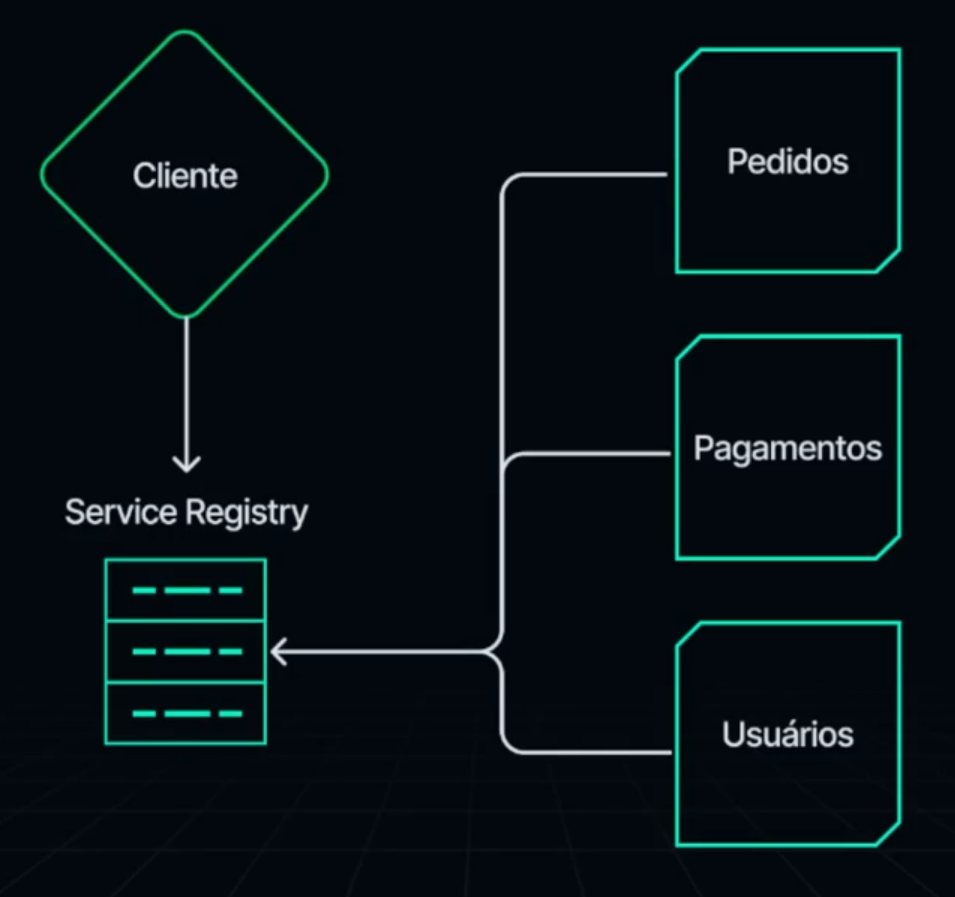 Cliente
Service Registry
Pedidos
Pagamentos
Usuários